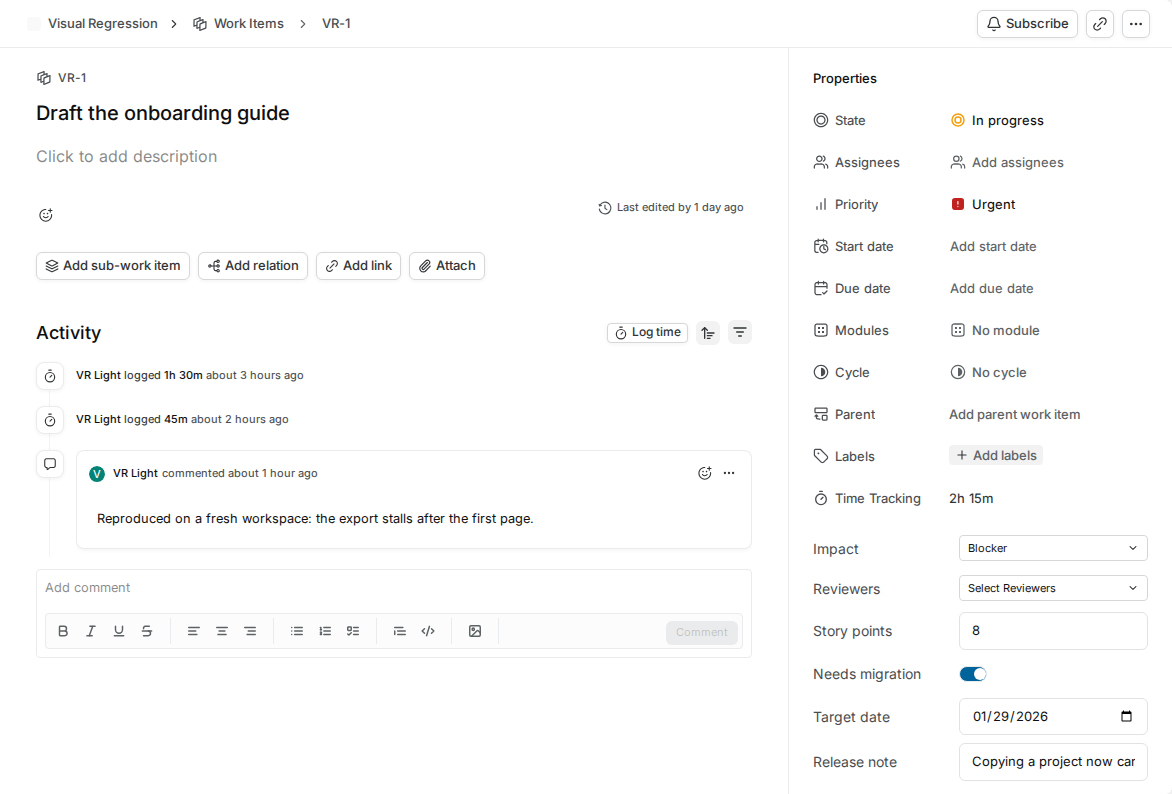 Visual Regression > Work Items > VR-1
Subscribe
VR-1
Draft the onboarding guide
Click to add description
Last edited by 1 day ago
Add sub-work item
Add relation
Add link
Attach
Activity
Log time
VR Light logged 1h 30m about 3 hours ago
VR Light logged 45m about 2 hours ago
V VR Light commented about 1 hour ago
Reproduced on a fresh workspace: the export stalls after the first page.
Add comment
Comment
Properties
State In progress
Assignees Add assignees
Priority Urgent
Start date Add start date
Due date Add due date
Modules No module
Cycle No cycle
Parent Add parent work item
Labels Add labels
Time Tracking 2h 15m
Impact Blocker
Reviewers Select Reviewers
Story points 8
Needs migration
Target date 01/29/2026
Release note Copying a project now